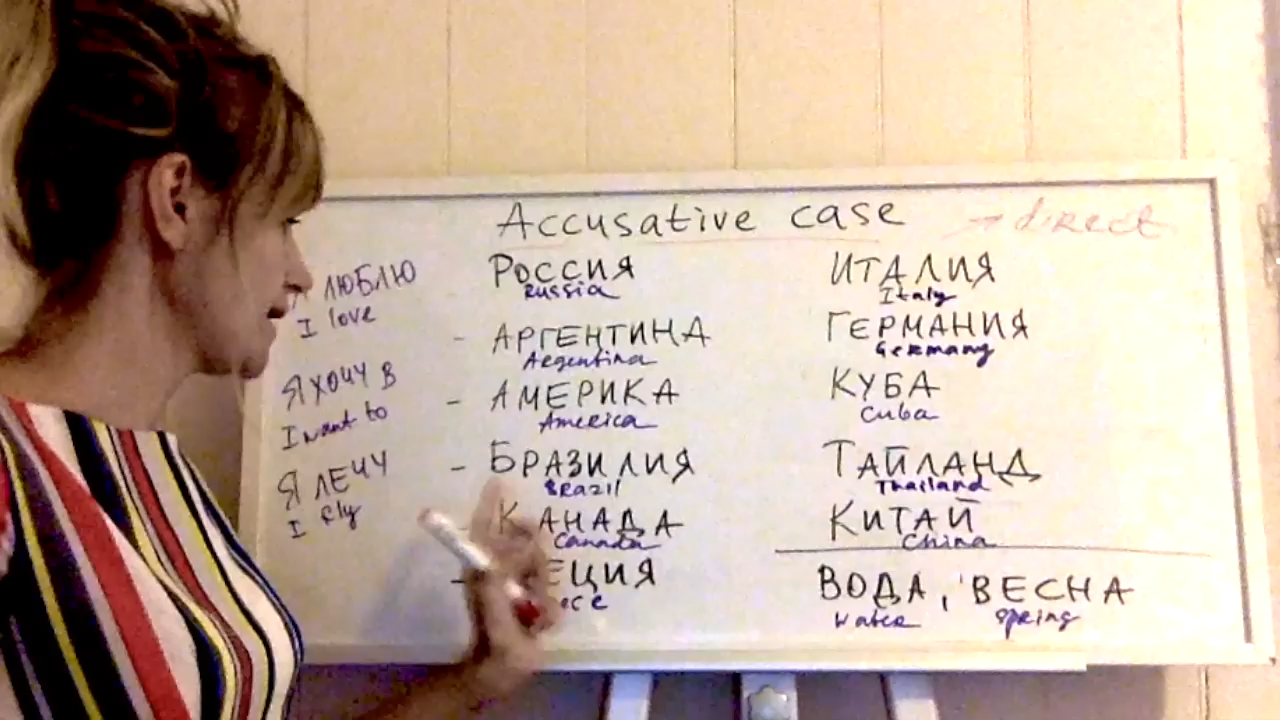 Accusative case → direct
Я ЛЮБЛЮ
I love
Я ХОЧУ В
I want to
Я ЛЕЧУ
I fly
РОССИЯ
Russia
- АРГЕНТИНА
Argentina
- АМЕРИКА
America
- БРАЗИЛИЯ
Brazil
- КАНАДА
Canada
- ЕЦИЯ
ИТАЛИЯ
Italy
ГЕРМАНИЯ
Germany
КУБА
Cuba
ТАЙЛАНД
Thailand
КИТАЙ
China
ВОДА, ВЕСНА
water spring